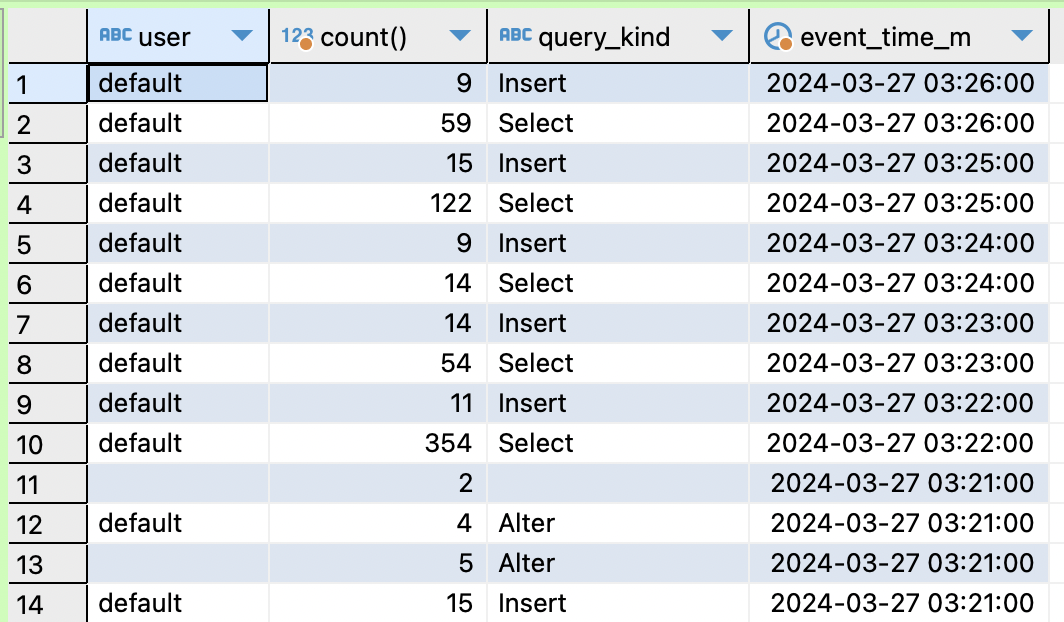 ABC user 123 count() ABC query_kind event_time_m
1 default 9 Insert 2024-03-27 03:26:00
2 default 59 Select 2024-03-27 03:26:00
3 default 15 Insert 2024-03-27 03:25:00
4 default 122 Select 2024-03-27 03:25:00
5 default 9 Insert 2024-03-27 03:24:00
6 default 14 Select 2024-03-27 03:24:00
7 default 14 Insert 2024-03-27 03:23:00
8 default 54 Select 2024-03-27 03:23:00
9 default 11 Insert 2024-03-27 03:22:00
10 default 354 Select 2024-03-27 03:22:00
11 2 2024-03-27 03:21:00
12 default 4 Alter 2024-03-27 03:21:00
13 5 Alter 2024-03-27 03:21:00
14 default 15 Insert 2024-03-27 03:21:00